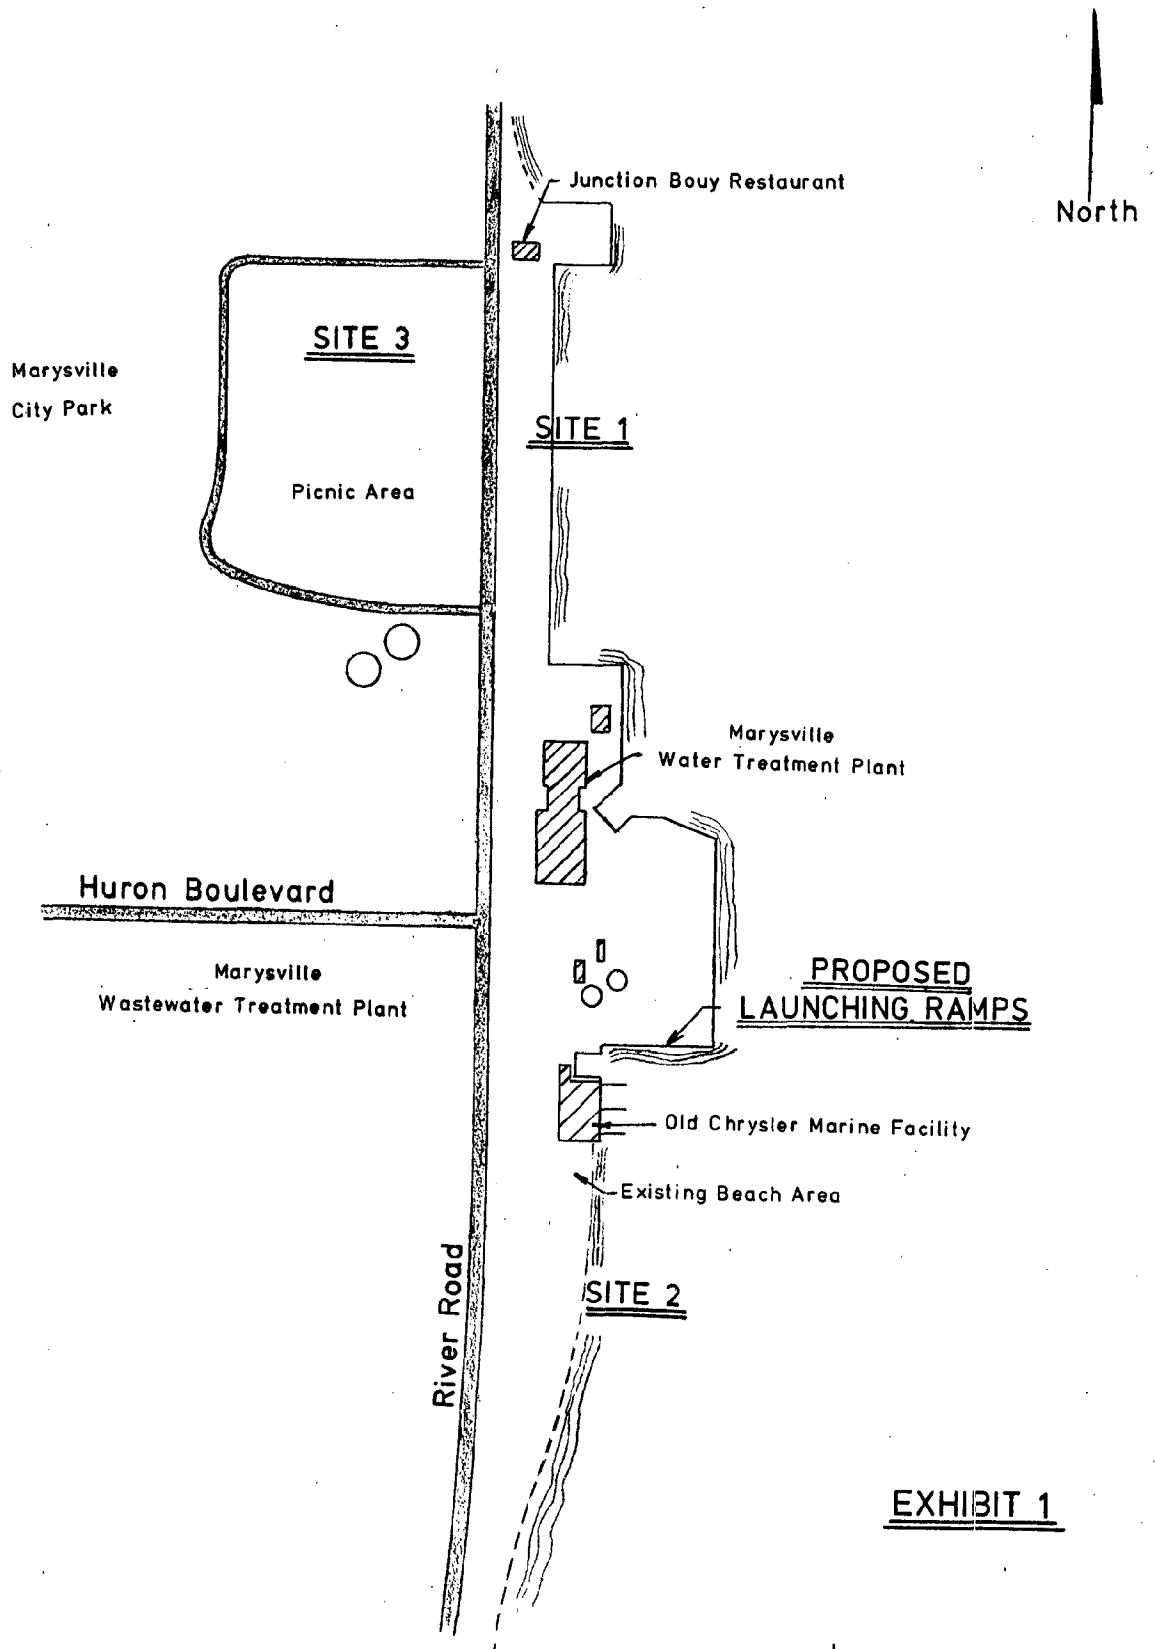 Junction Bouy Restaurant
North
SITE 3
Marysville
City Park
SITE 1
Picnic Area
Marysville
Water Treatment Plant
Huron Boulevard
Marysville
Wastewater Treatment Plant
PROPOSED
LAUNCHING RAMPS
Old Chrysler Marine Facility
Existing Beach Area
River Road
SITE 2
EXHIBIT 1